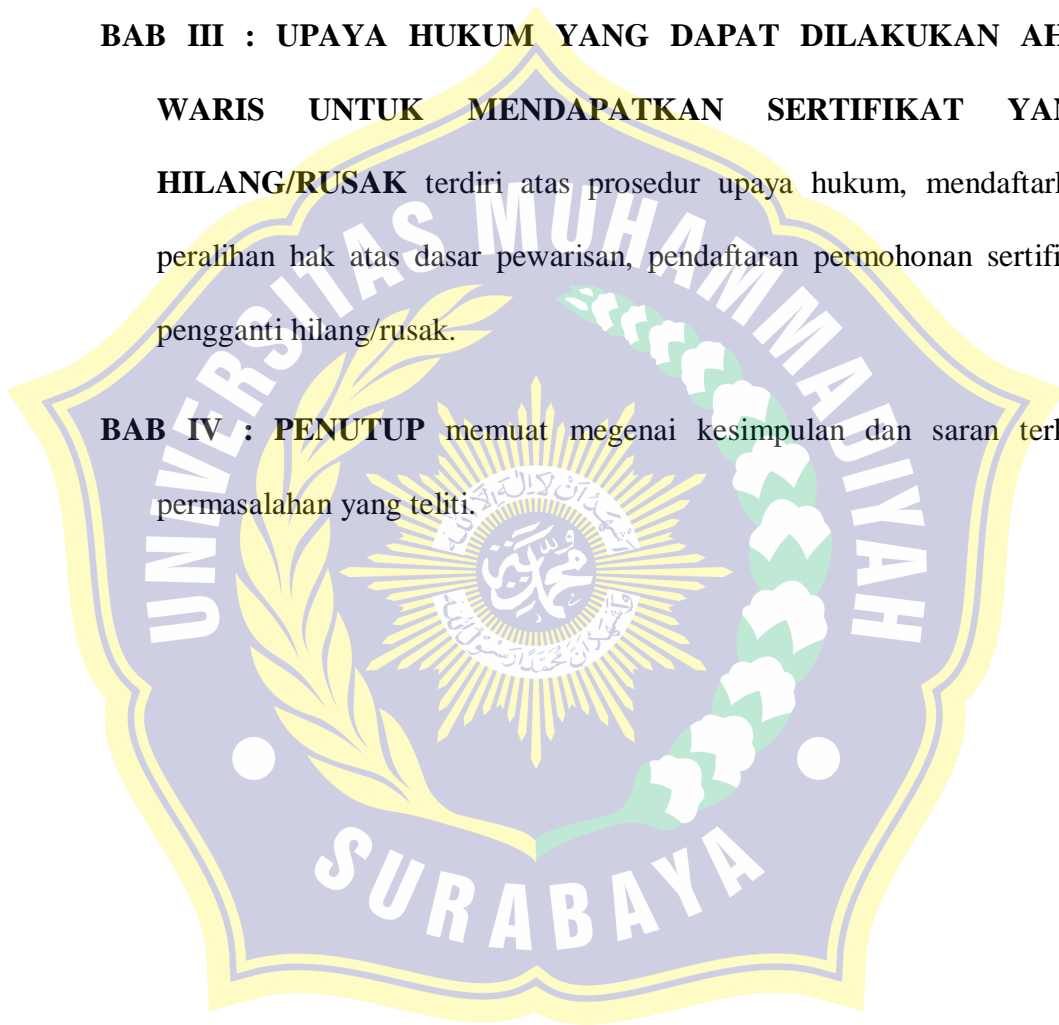 BAB III : UPAYA HUKUM YANG DAPAT DILAKUKAN AH
WARIS UNTUK MENDAPATKAN SERTIFIKAT YAN
HILANG/RUSAK terdiri atas prosedur upaya hukum, mendaftark
peralihan hak atas dasar pewarisan, pendaftaran permohonan sertifi
pengganti hilang/rusak.
BAB IV : PENUTUP memuat megenai kesimpulan dan saran terh
permasalahan yang teliti.
UNIVERSITAS MUHAMMADIYAH
SURABAYA